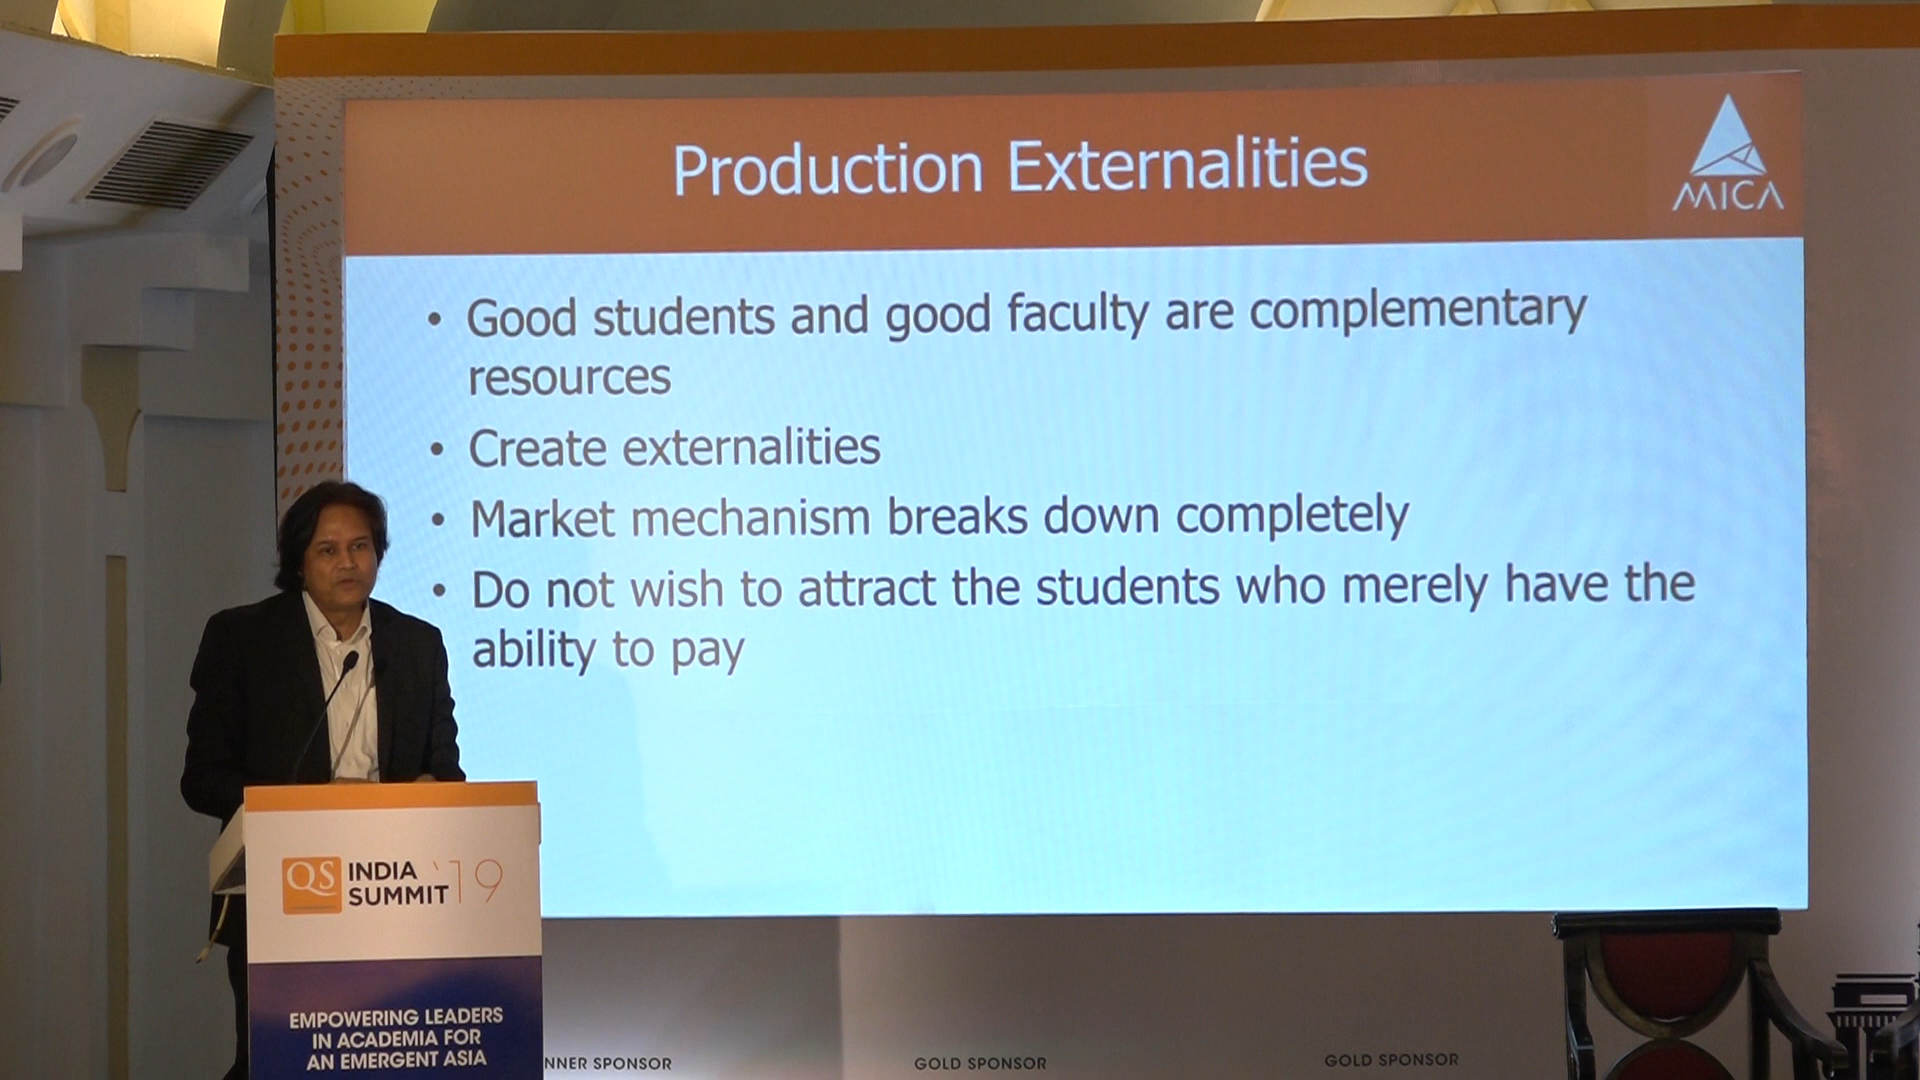 Production Externalities
MICA
• Good students and good faculty are complementary
resources
• Create externalities
• Market mechanism breaks down completely
• Do not wish to attract the students who merely have the
ability to pay
QS INDIA '19
SUMMIT
EMPOWERING LEADERS
IN ACADEMIA FOR
AN EMERGENT ASIA
NNER SPONSOR
GOLD SPONSOR
GOLD SPONSOR